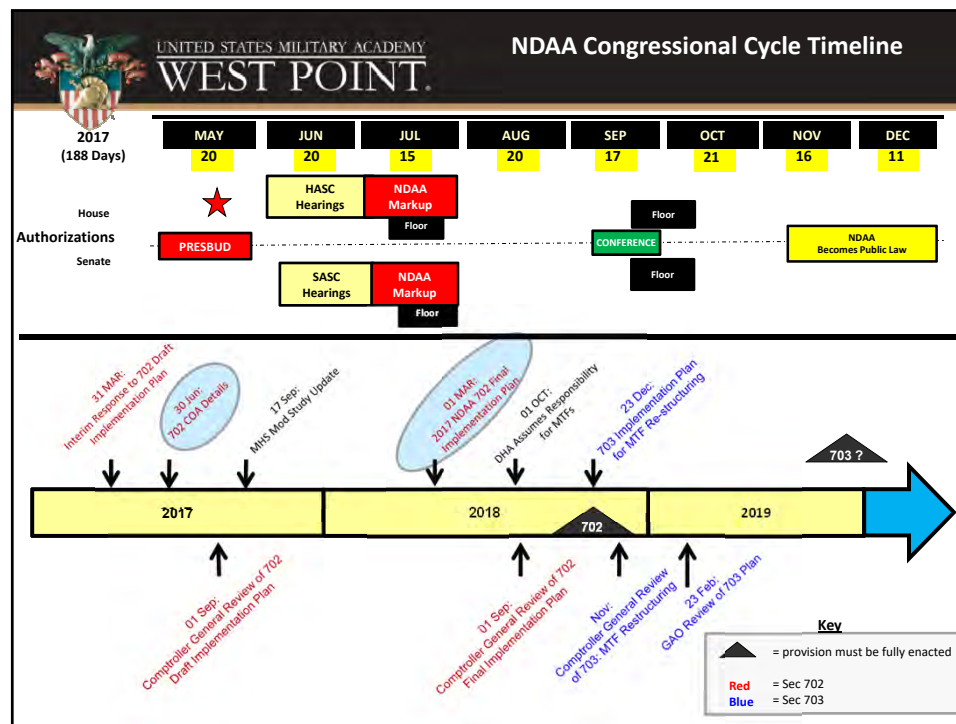 UNITED STATES MILITARY ACADEMY
WEST POINT.
NDAA Congressional Cycle Timeline
2017
(188 Days)
MAY
JUN
JUL
AUG
SEP
OCT
NOV
DEC
20
20
15
20
17
21
16
11
House
Authorizations
Senate
PRESBUD
HASC
Hearings
NDAA
Markup
Floor
SASC
Hearings
NDAA
Markup
Floor
CONFERENCE
Floor
Floor
NDAA
Becomes Public Law
31 MAR:
Interim Response to 702 Draft
Implementation Plan
30 Jun:
702 COA Details
17 Sep:
MHS Mod Study Update
01 MAR:
2017 NDAA 702 Final
Implementation Plan
01 OCT:
DHA Assumes Responsibility
for MTFs
23 Dec:
703 Implementation Plan
for MTF Re-structuring
703 ?
2017
2018
702
2019
01 Sep:
Comptroller General Review of 702
Draft Implementation Plan
01 Sep:
Comptroller General Review of 702
Final Implementation Plan
Nov:
Comptroller General Review
of 703: MTF Restructuring
23 Feb:
GAO Review of 703 Plan
Key
= provision must be fully enacted
Red = Sec 702
Blue = Sec 703